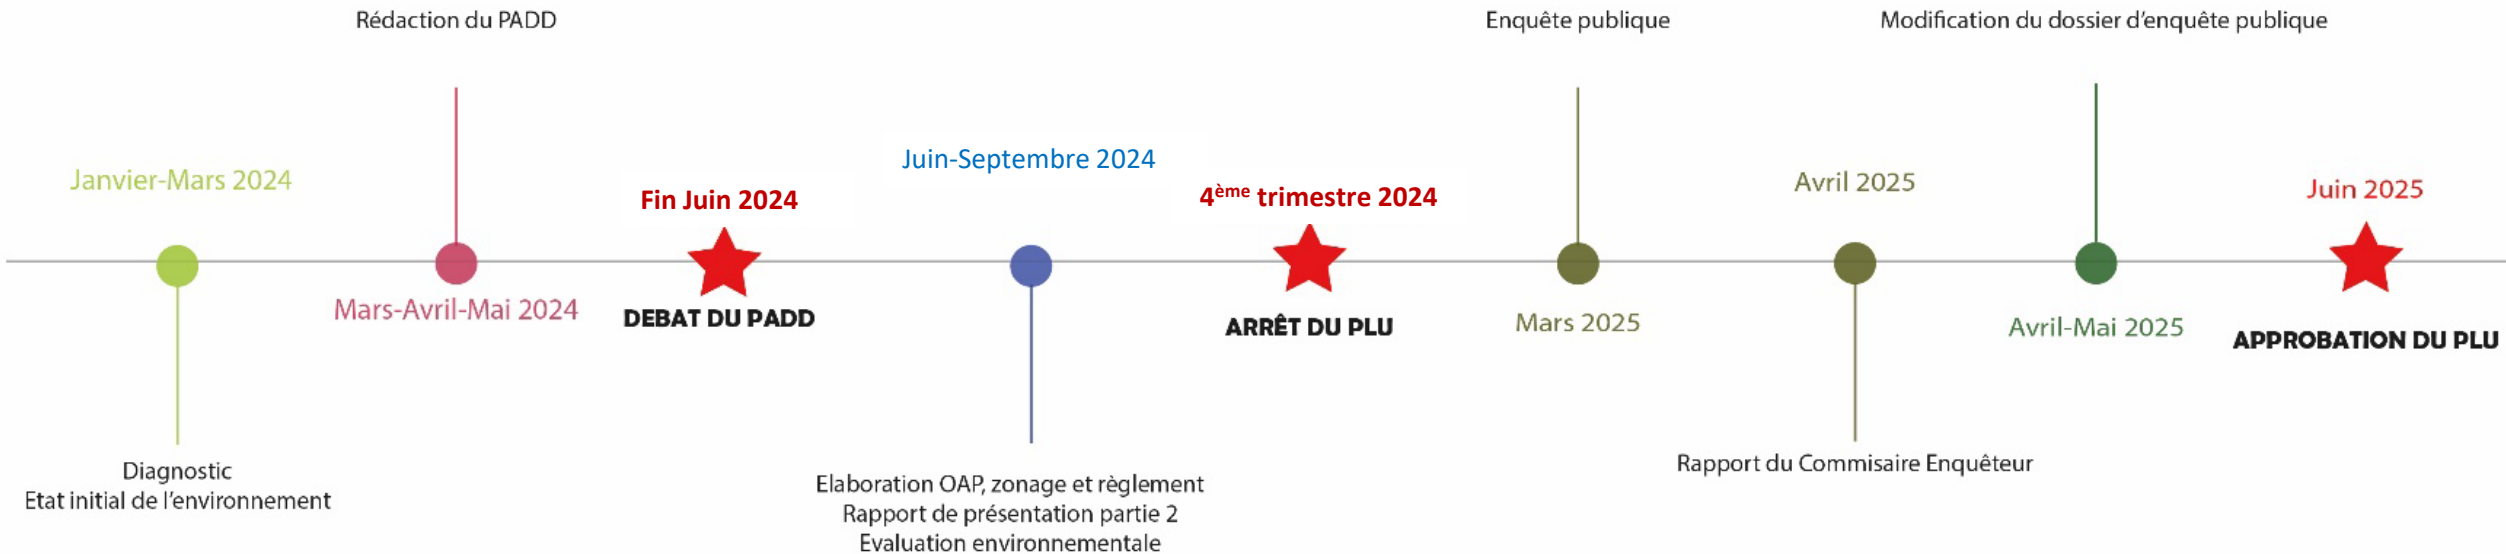 Rédaction du PADD
Enquête publique
Modification du dossier d’enquête publique
Janvier-Mars 2024
Fin Juin 2024
Juin-Septembre 2024
4ème trimestre 2024
Avril 2025
Juin 2025
Mars-Avril-Mai 2024
DEBAT DU PADD
ARRÊT DU PLU
Mars 2025
Avril-Mai 2025
APPROBATION DU PLU
Diagnostic
Etat initial de l’environnement
Elaboration OAP, zonage et règlement
Rapport de présentation partie 2
Evaluation environnementale
Rapport du Commisaire Enquêteur